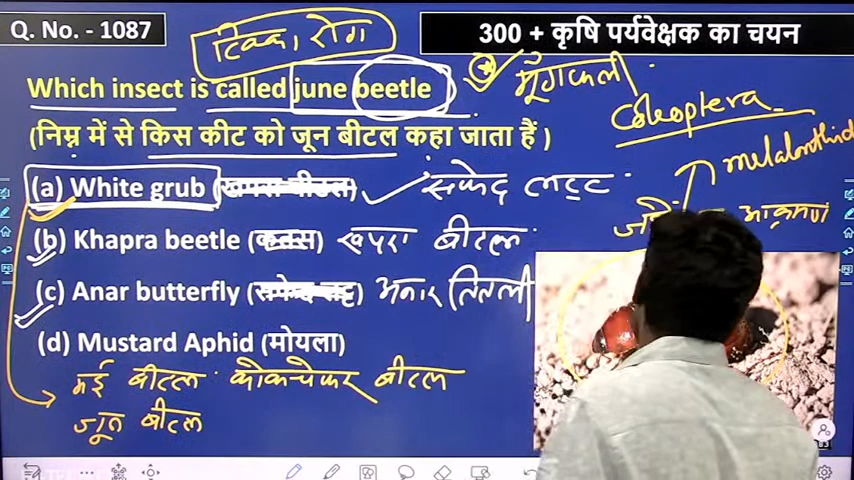 Q. No. - 1087
300 + कृषि पर्यवेक्षक का चयन
टिक्का रोग
Which insect is called june beetle
मूँगफली
(निम्न में से किस कीट को जून बीटल कहा जाता हैं )
Coleoptera
(a) White grub
सफेद लट
(b) Khapra beetle
खपरा बीटल
आक्रमण
(c) Anar butterfly
अनार तितली
(d) Mustard Aphid (मोयला)
मई बीटल कोकचेफर बीटल
जून बीटल